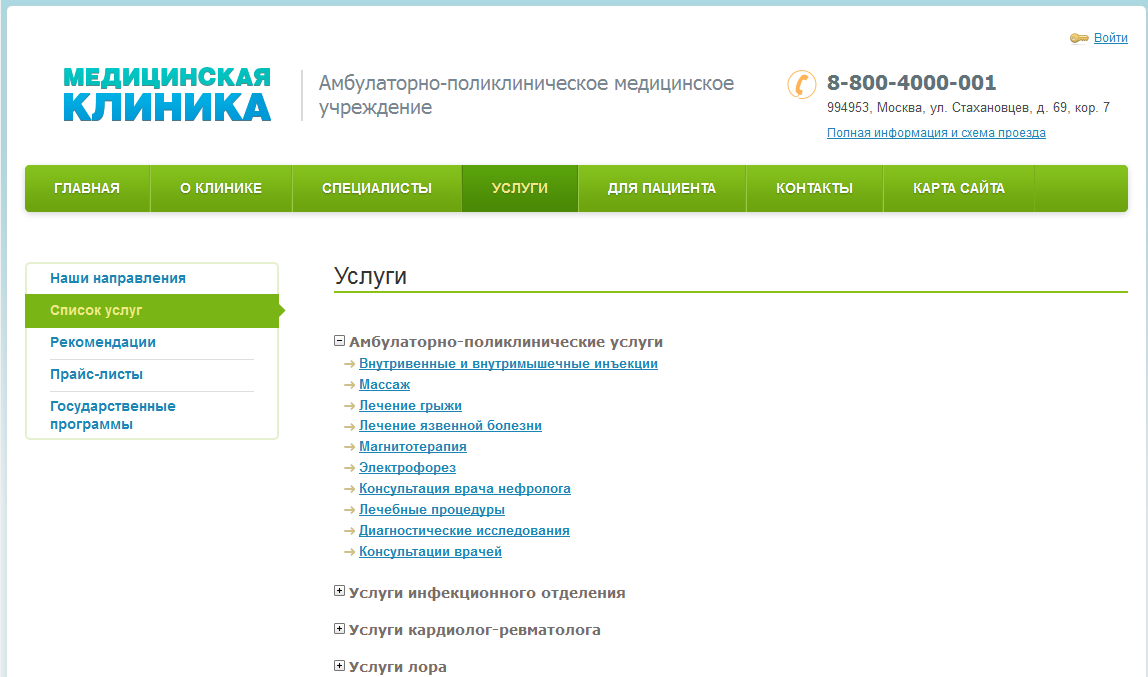 Войти
МЕДИЦИНСКАЯ
КЛИНИКА
Амбулаторно-поликлиническое медицинское
учреждение
8-800-4000-001
994953, Москва, ул. Стахановцев, д. 69, кор. 7
Полная информация и схема проезда
ГЛАВНАЯ О КЛИНИКЕ СПЕЦИАЛИСТЫ УСЛУГИ ДЛЯ ПАЦИЕНТА КОНТАКТЫ КАРТА САЙТА
Наши направления
Список услуг
Рекомендации
Прайс-листы
Государственные
программы
Услуги
Амбулаторно-поликлинические услуги
Внутривенные и внутримышечные инъекции
Массаж
Лечение грыжи
Лечение язвенной болезни
Магнитотерапия
Электрофорез
Консультация врача нефролога
Лечебные процедуры
Диагностические исследования
Консультации врачей
Услуги инфекционного отделения
Услуги кардиолог-ревматолога
Услуги лора